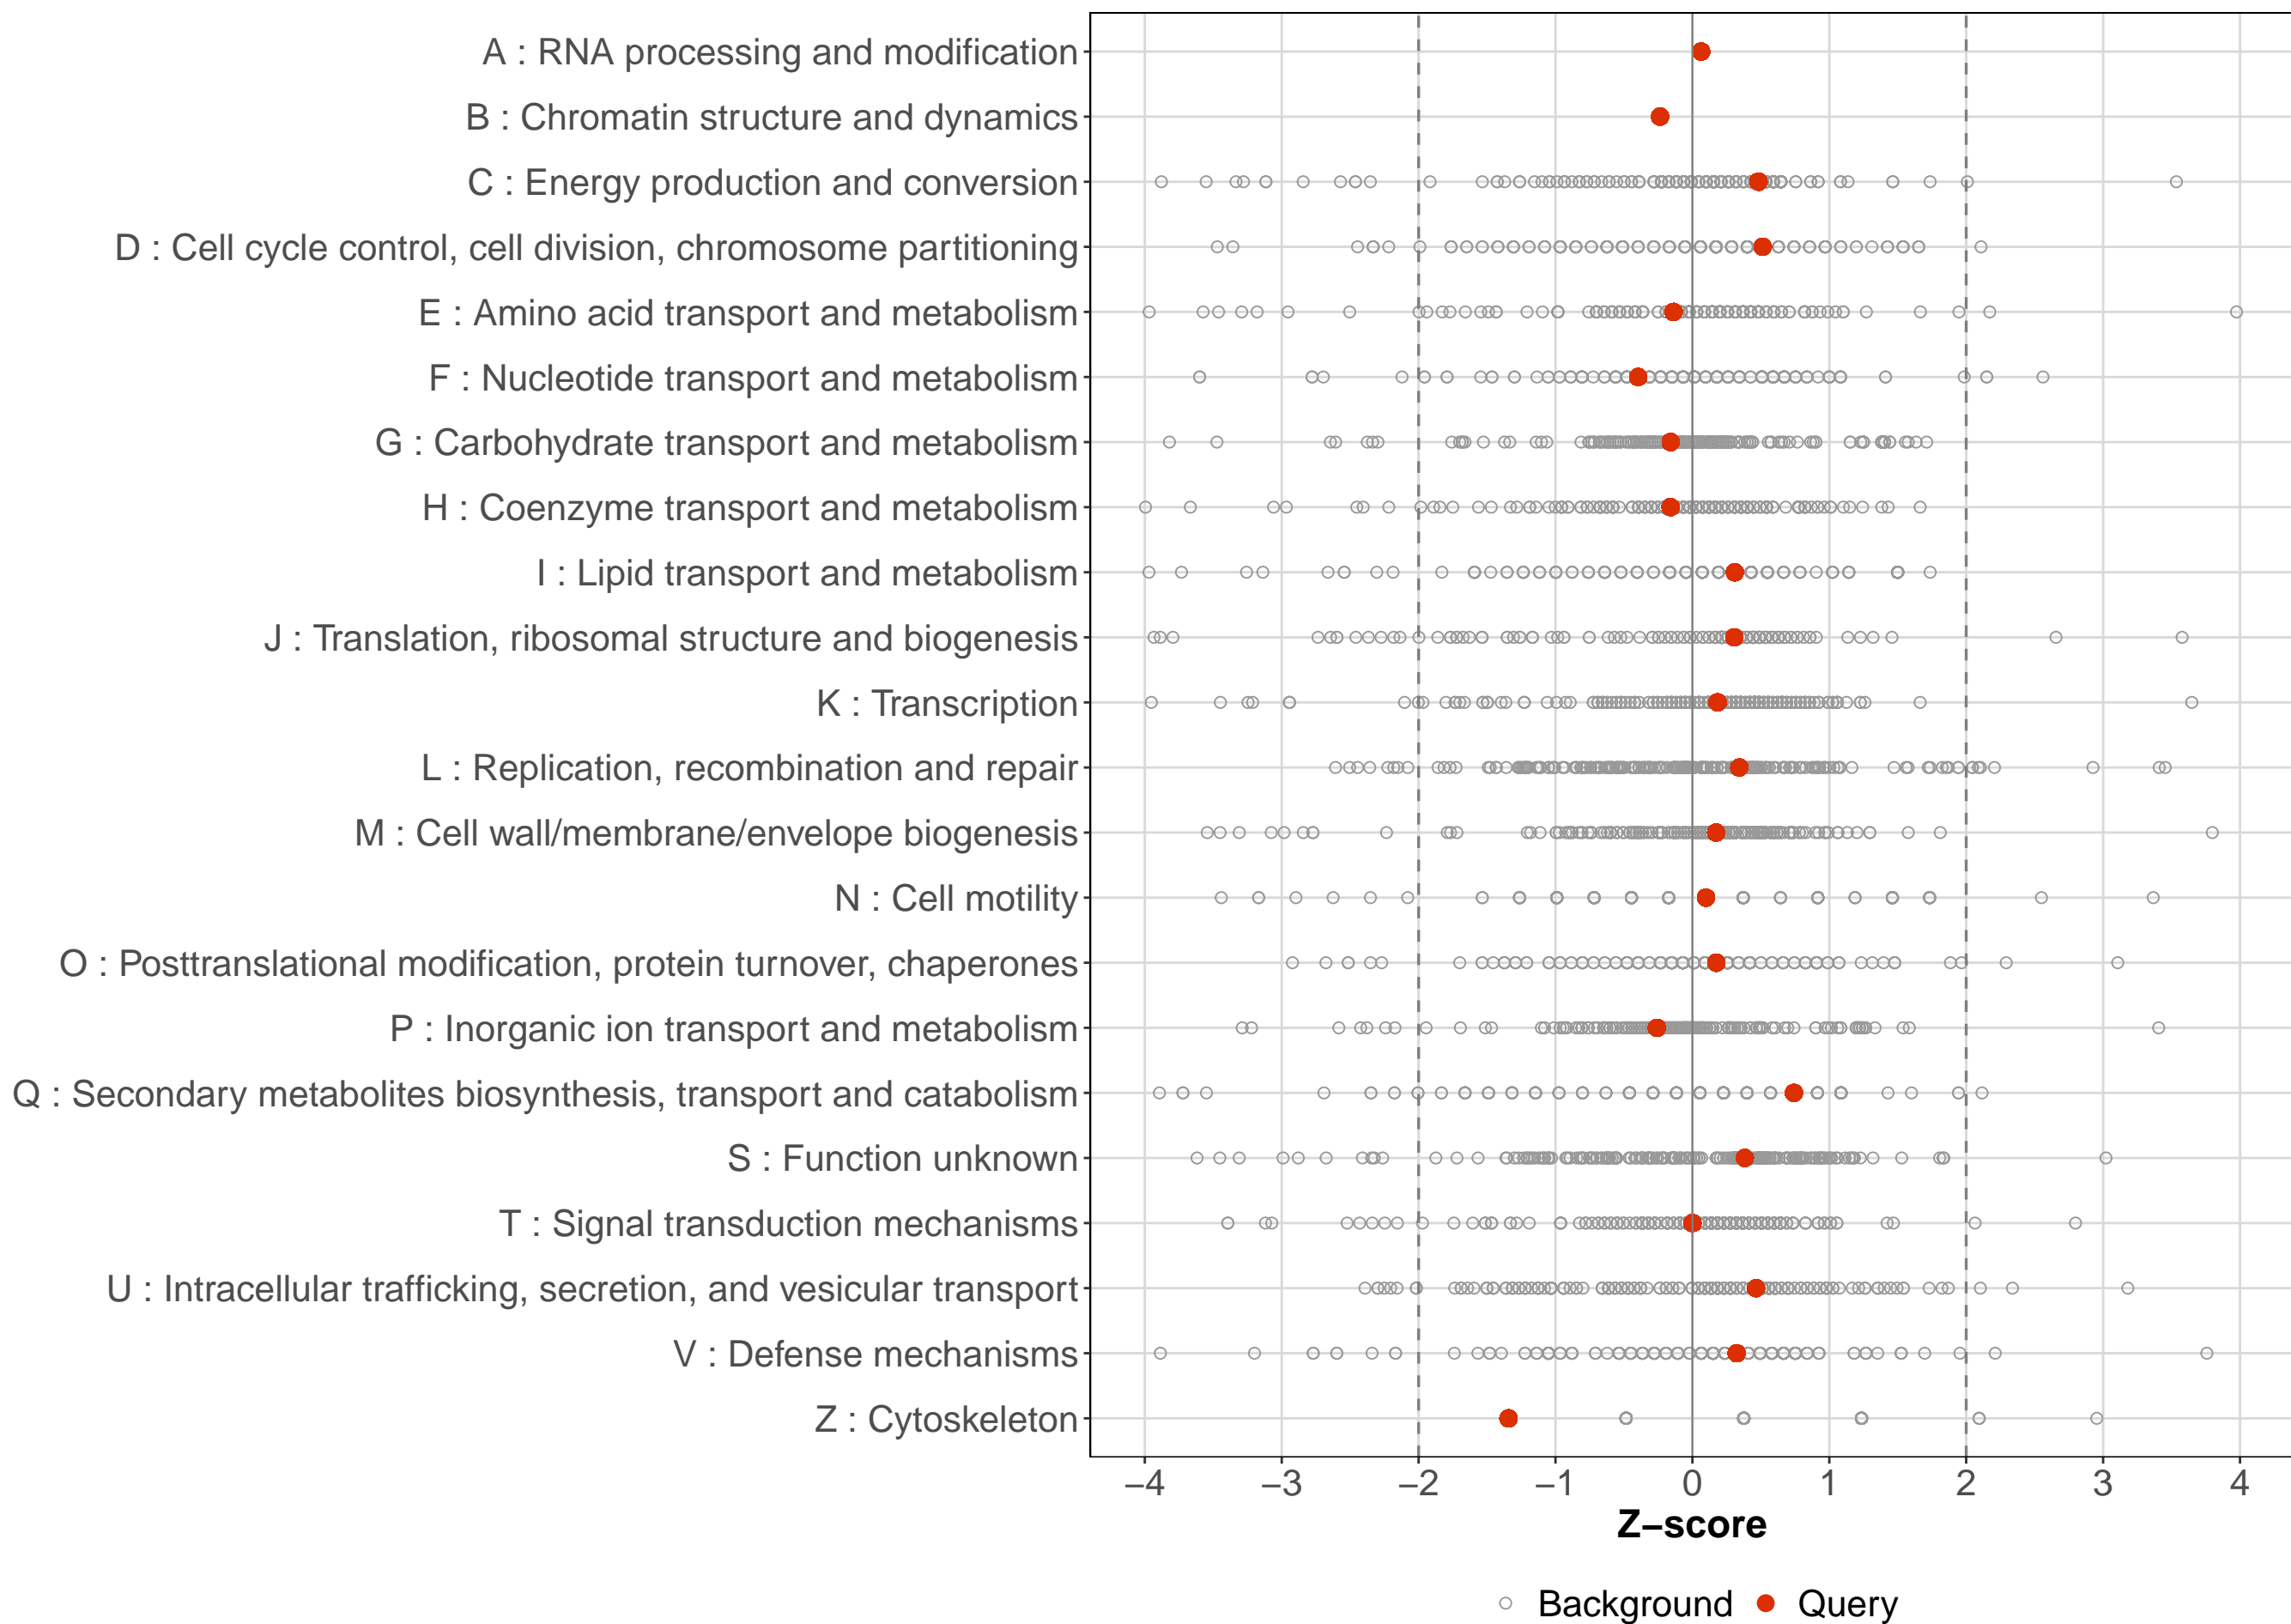 A : RNA processing and modification
B : Chromatin structure and dynamics
C : Energy production and conversion
D : Cell cycle control, cell division, chromosome partitioning
E : Amino acid transport and metabolism
F : Nucleotide transport and metabolism
G : Carbohydrate transport and metabolism
H : Coenzyme transport and metabolism
I : Lipid transport and metabolism
J : Translation, ribosomal structure and biogenesis
K : Transcription
L : Replication, recombination and repair
M : Cell wall/membrane/envelope biogenesis
N : Cell motility
O : Posttranslational modification, protein turnover, chaperones
P : Inorganic ion transport and metabolism
Q : Secondary metabolites biosynthesis, transport and catabolism
S : Function unknown
T : Signal transduction mechanisms
U : Intracellular trafficking, secretion, and vesicular transport
V : Defense mechanisms
Z : Cytoskeleton
−4 −3 −2 −1 0 1 2 3 4
Z−score
Background Query